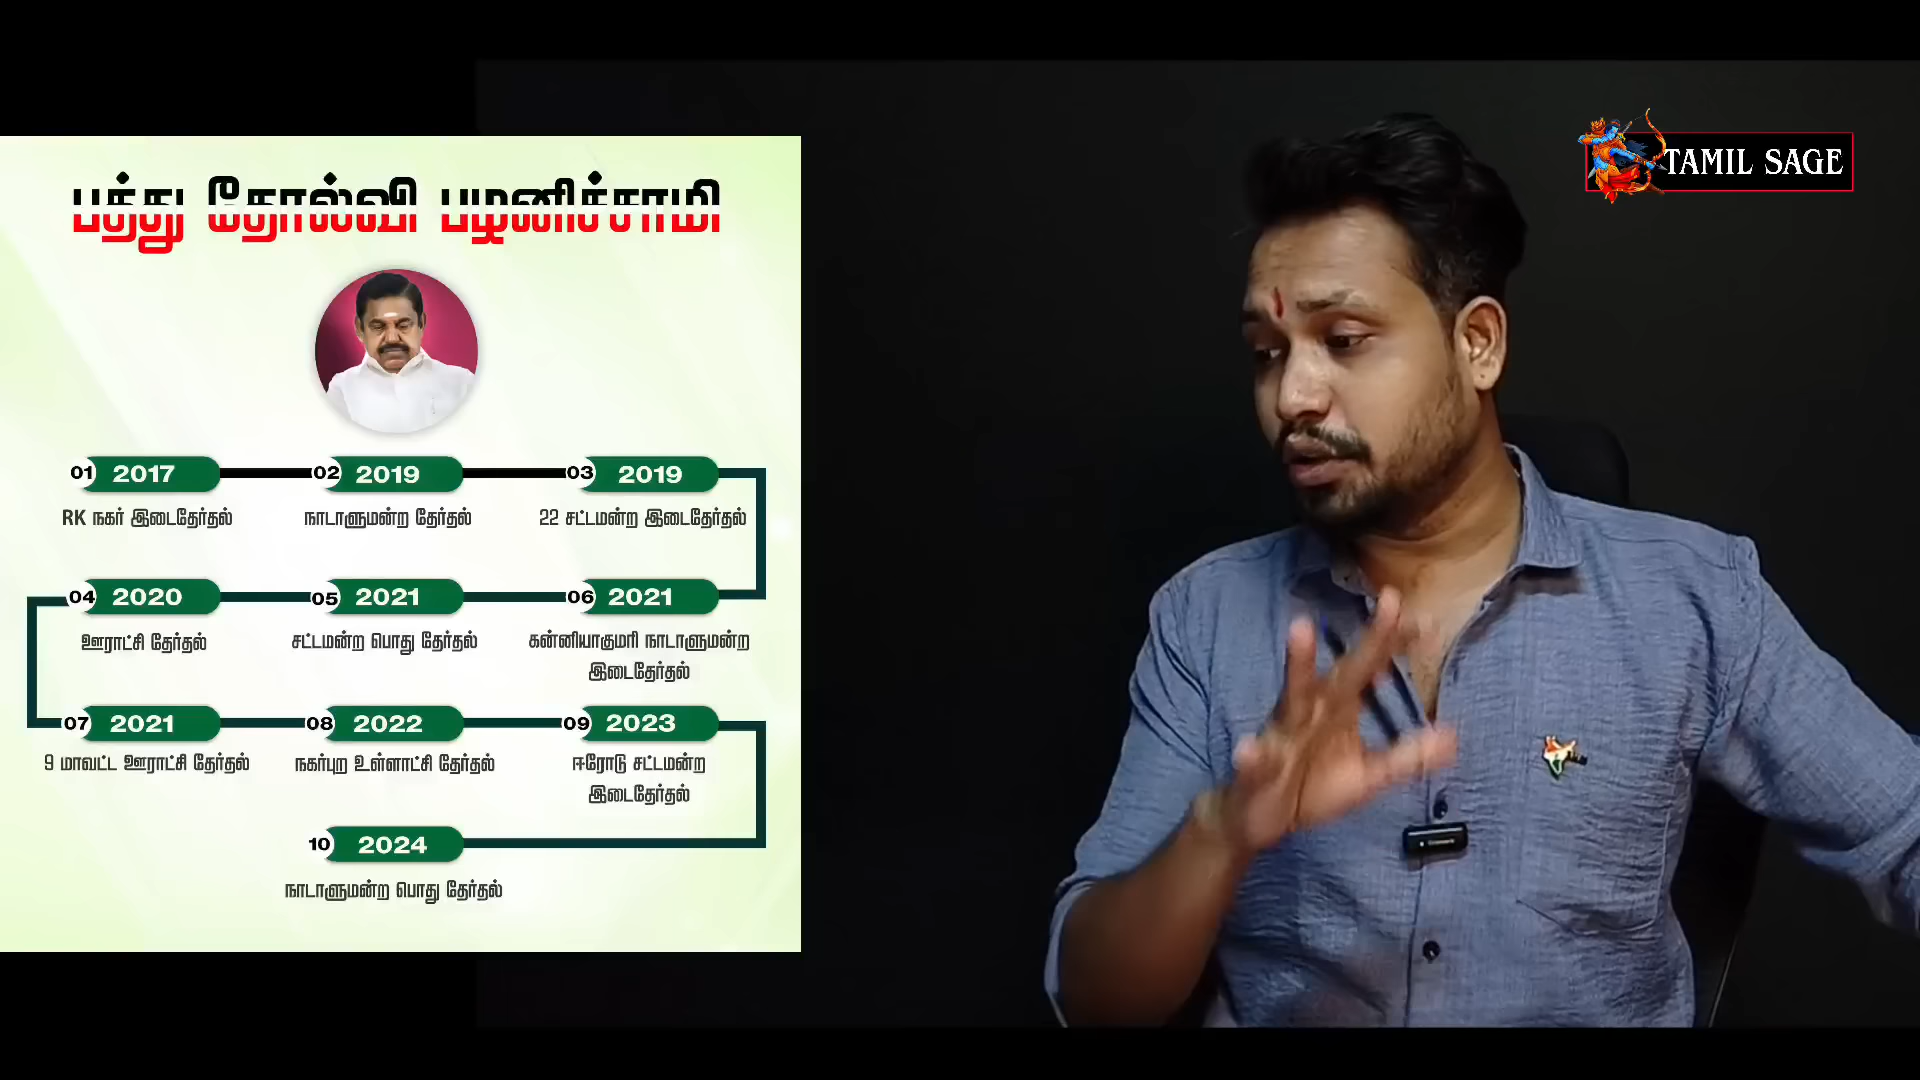 TAMIL SAGE
பத்து தோல்வி பழனிச்சாமி
01 2017
RK நகர் இடைதேர்தல்
02 2019
நாடாளுமன்ற தேர்தல்
03 2019
22 சட்டமன்ற இடைதேர்தல்
04 2020
ஊராட்சி தேர்தல்
05 2021
சட்டமன்ற பொது தேர்தல்
06 2021
கன்னியாகுமரி நாடாளுமன்ற
இடைதேர்தல்
07 2021
9 மாவட்ட ஊராட்சி தேர்தல்
08 2022
நகர்புற உள்ளாட்சி தேர்தல்
09 2023
ஈரோடு சட்டமன்ற
இடைதேர்தல்
10 2024
நாடாளுமன்ற பொது தேர்தல்